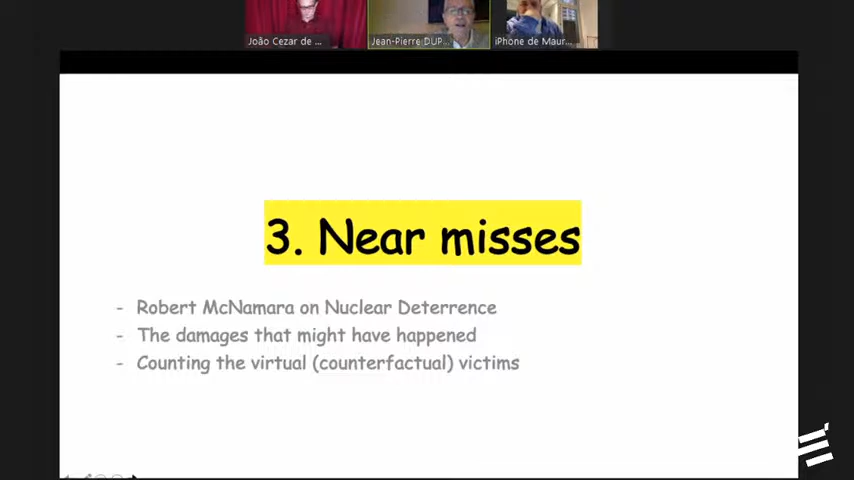 João Cezar de ...
Jean-Pierre DUP...
iPhone de Maur...
3. Near misses
- Robert McNamara on Nuclear Deterrence
- The damages that might have happened
- Counting the virtual (counterfactual) victims